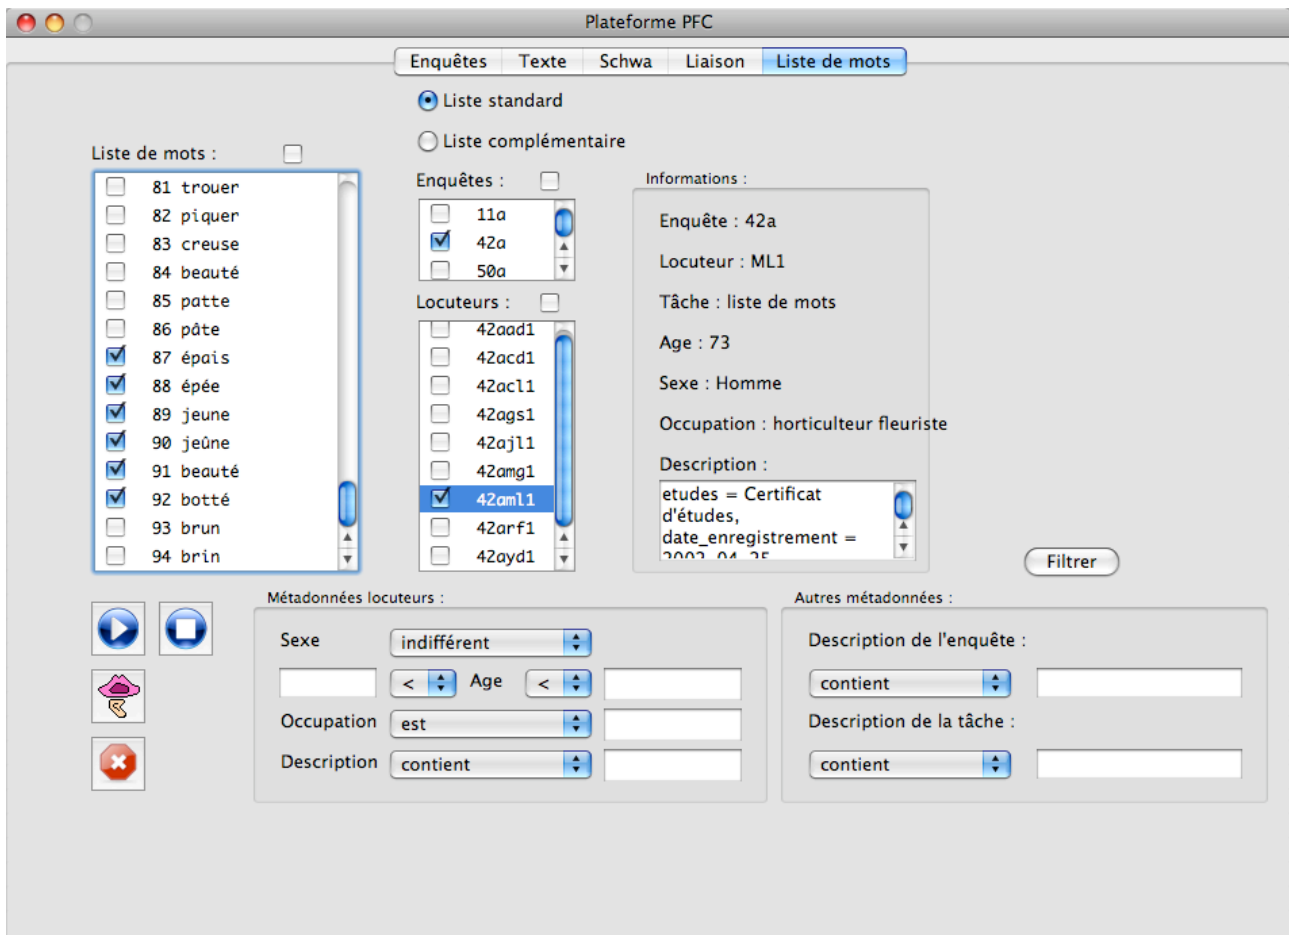 Plateforme PFC
Enquêtes Texte Schwa Liaison Liste de mots
Liste standard
Liste complémentaire
Liste de mots :
81 trouer
82 piquer
83 creuse
84 beauté
85 patte
86 pâte
87 épais
88 épée
89 jeune
90 jeûne
91 beauté
92 botté
93 brun
94 brin
Enquêtes :
11a
42a
50a
Locuteurs :
42aad1
42acd1
42acl1
42ags1
42ajl1
42amg1
42aml1
42arf1
42ayd1
Informations :
Enquête : 42a
Locuteur : ML1
Tâche : liste de mots
Age : 73
Sexe : Homme
Occupation : horticulteur fleuriste
Description :
etudes = Certificat
d'études,
date_enregistrement =
2002-04-25
Filtrer
Métadonnées locuteurs :
Sexe indifférent
< Age <
Occupation est
Description contient
Autres métadonnées :
Description de l'enquête :
contient
Description de la tâche :
contient